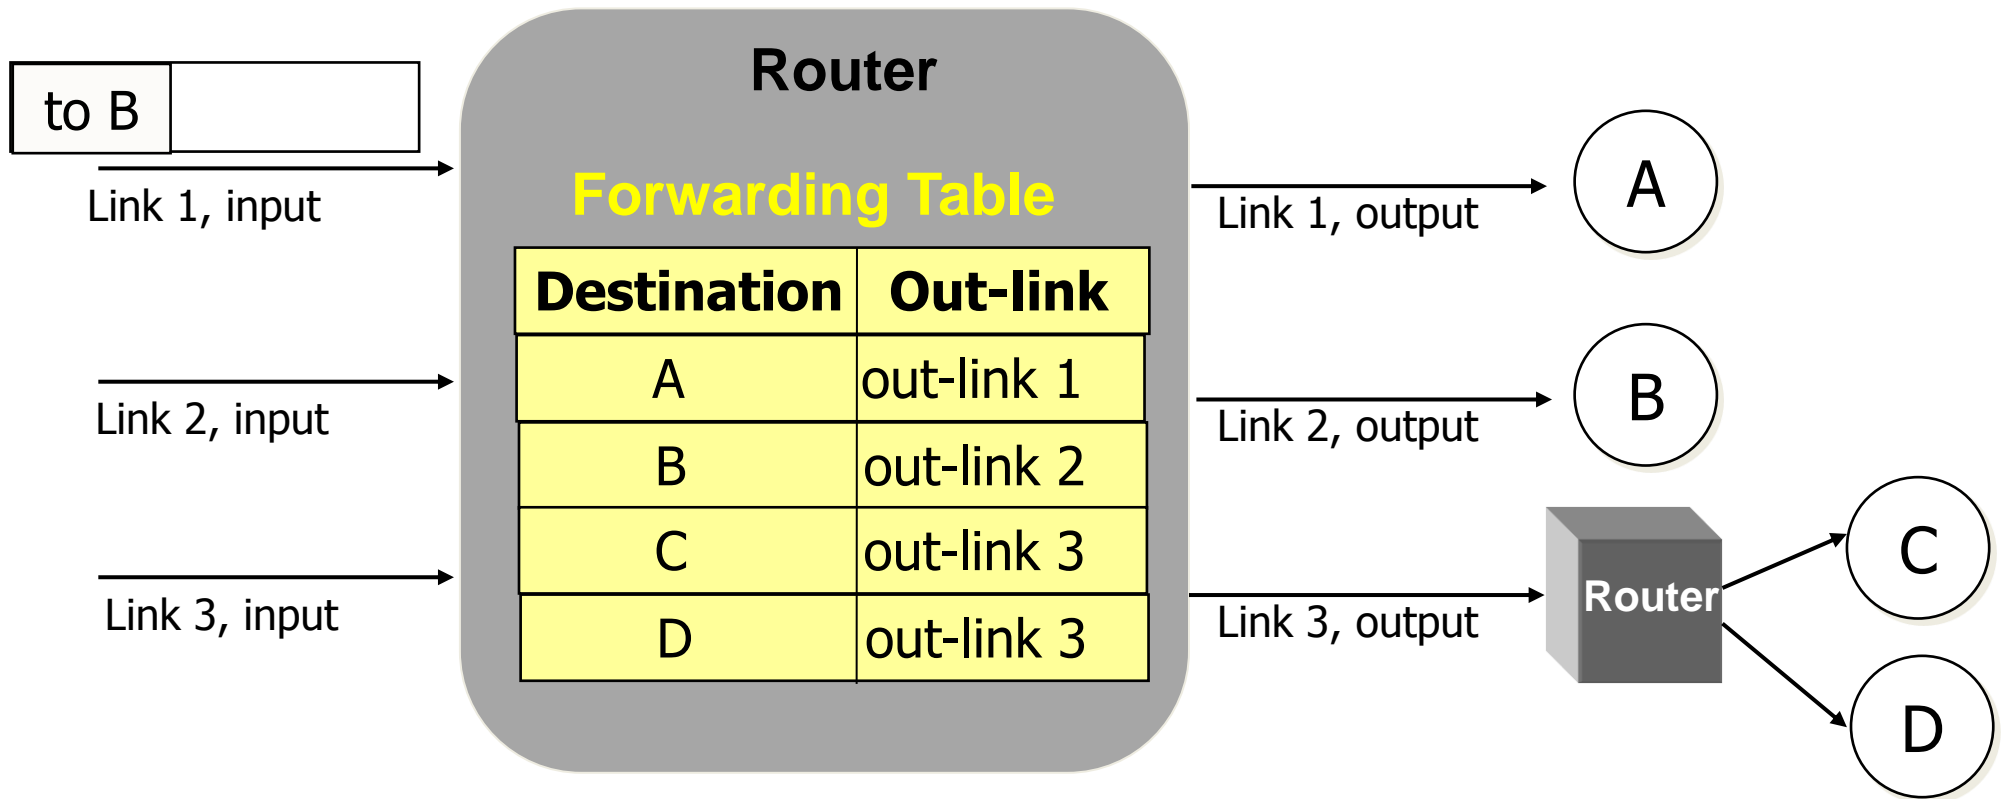 to B
Link 1, input
Link 2, input
Link 3, input
Router
Forwarding Table
Destination Out-link
A out-link 1
B out-link 2
C out-link 3
D out-link 3
Link 1, output
A
Link 2, output
B
Link 3, output
Router
C
D